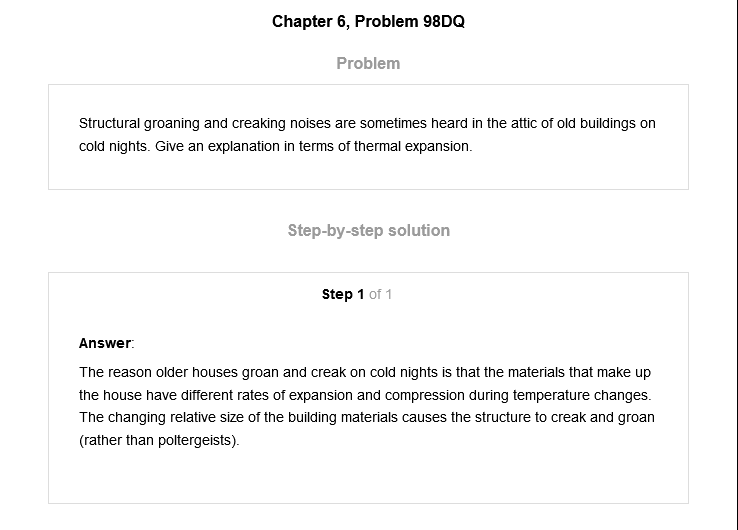 Chapter 6, Problem 98DQ
Problem
Structural groaning and creaking noises are sometimes heard in the attic of old buildings on
cold nights. Give an explanation in terms of thermal expansion.
Step-by-step solution
Step 1 of 1
Answer:
The reason older houses groan and creak on cold nights is that the materials that make up
the house have different rates of expansion and compression during temperature changes.
The changing relative size of the building materials causes the structure to creak and groan
(rather than poltergeists).